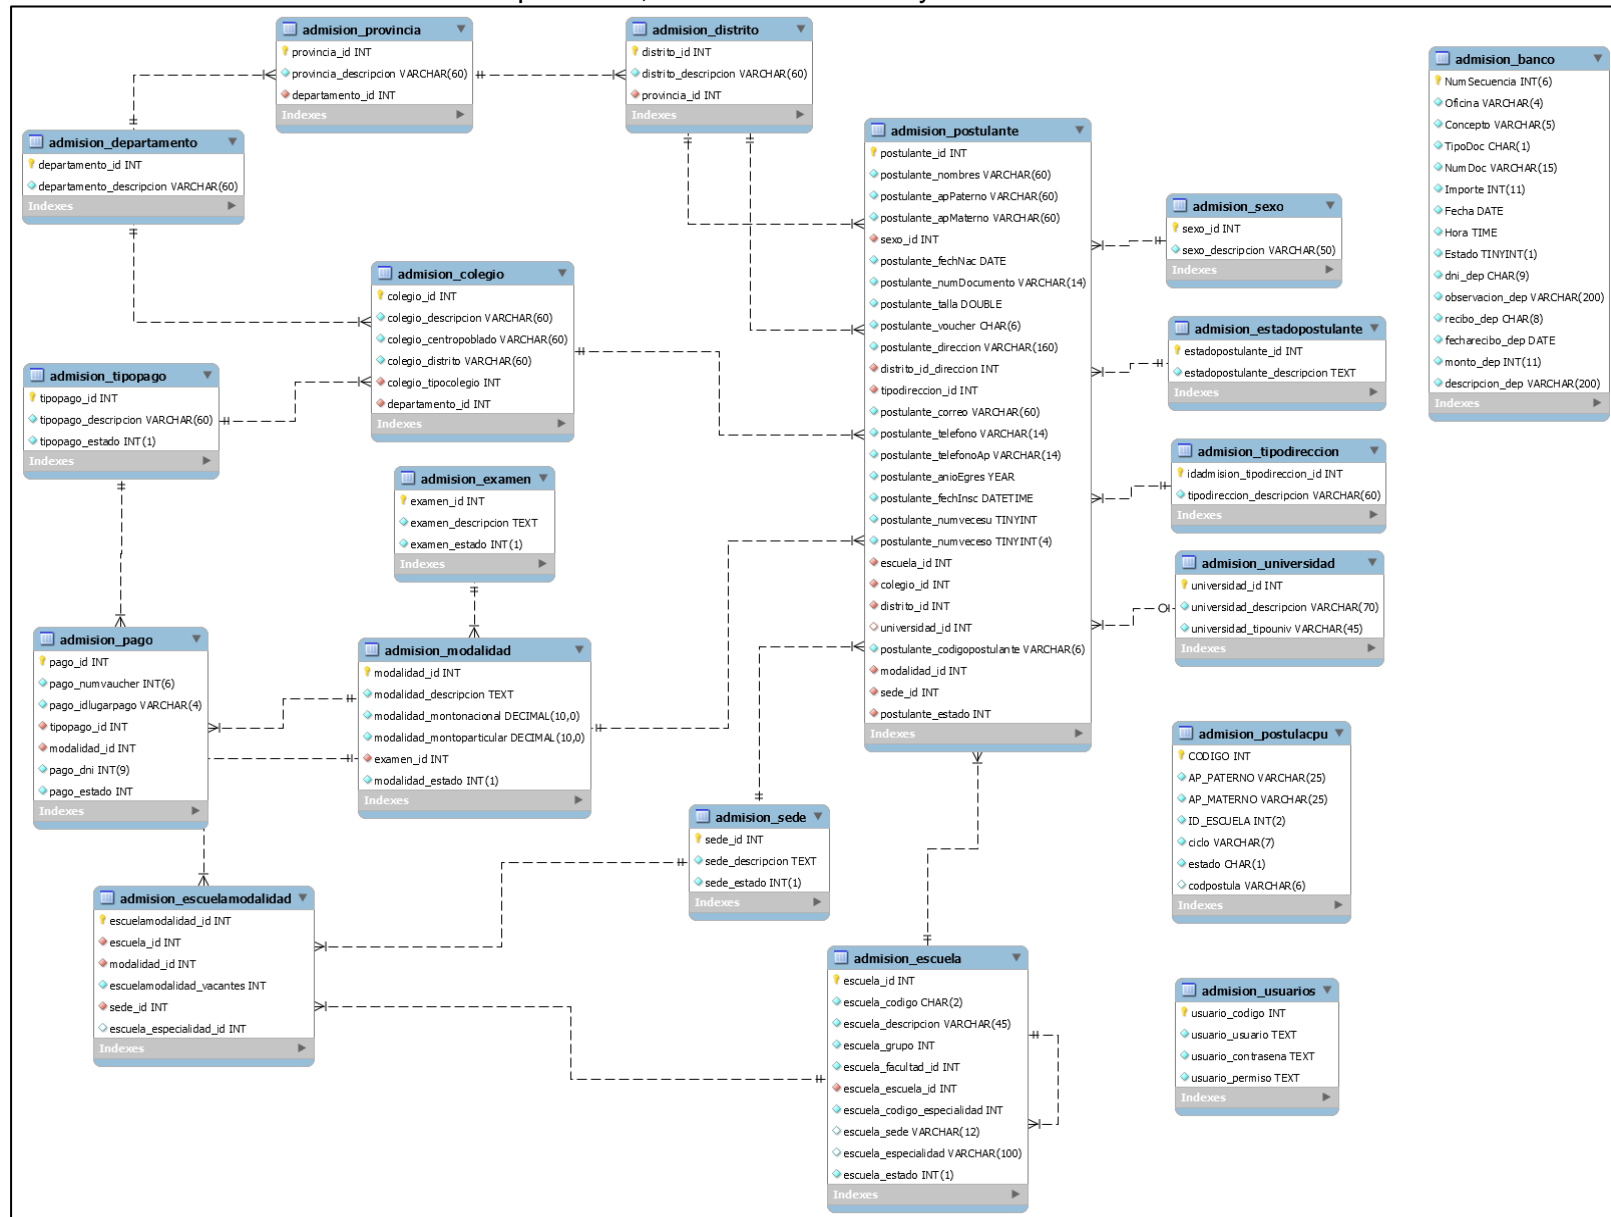 admision_provincia
provincia_id INT
provincia_descripcion VARCHAR(60)
departamento_id INT
Indexes
admision_distrito
distrito_id INT
distrito_descripcion VARCHAR(60)
provincia_id INT
Indexes
admision_departamento
departamento_id INT
departamento_descripcion VARCHAR(60)
Indexes
admision_colegio
colegio_id INT
colegio_descripcion VARCHAR(60)
colegio_centropoblado VARCHAR(60)
colegio_distrito VARCHAR(60)
colegio_tipocolegio INT
departamento_id INT
Indexes
admision_tipopago
tipopago_id INT
tipopago_descripcion VARCHAR(60)
tipopago_estado INT(1)
Indexes
admision_examen
examen_id INT
examen_descripcion TEXT
examen_estado INT(1)
Indexes
admision_pago
pago_id INT
pago_numvaucher INT(6)
pago_idlugarpago VARCHAR(4)
tipopago_id INT
modalidad_id INT
pago_dni INT(9)
pago_estado INT
Indexes
admision_modalidad
modalidad_id INT
modalidad_descripcion TEXT
modalidad_montonacional DECIMAL(10,0)
modalidad_montoparticular DECIMAL(10,0)
examen_id INT
modalidad_estado INT(1)
Indexes
admision_escuelamodalidad
escuelamodalidad_id INT
escuela_id INT
modalidad_id INT
escuelamodalidad_vacantes INT
sede_id INT
escuela_especialidad_id INT
Indexes
admision_sede
sede_id INT
sede_descripcion TEXT
sede_estado INT(1)
Indexes
admision_postulante
postulante_id INT
postulante_nombres VARCHAR(60)
postulante_apPaterno VARCHAR(60)
postulante_apMaterno VARCHAR(60)
sexo_id INT
postulante_fechNac DATE
postulante_numDocumento VARCHAR(14)
postulante_talla DOUBLE
postulante_voucher CHAR(6)
postulante_direccion VARCHAR(160)
distrito_id_direccion INT
tipodireccion_id INT
postulante_correo VARCHAR(60)
postulante_telefono VARCHAR(14)
postulante_telefonoAp VARCHAR(14)
postulante_anioEgres YEAR
postulante_fechInsc DATETIME
postulante_numvecesu TINYINT
postulante_numveceso TINYINT(4)
escuela_id INT
colegio_id INT
distrito_id INT
universidad_id INT
postulante_codigopostulante VARCHAR(6)
modalidad_id INT
sede_id INT
postulante_estado INT
Indexes
admision_escuela
escuela_id INT
escuela_codigo CHAR(2)
escuela_descripcion VARCHAR(45)
escuela_grupo INT
escuela_facultad_id INT
escuela_escuela_id INT
escuela_codigo_especialidad INT
escuela_sede VARCHAR(12)
escuela_especialidad VARCHAR(100)
escuela_estado INT(1)
Indexes
admision_sexo
sexo_id INT
sexo_descripcion VARCHAR(50)
Indexes
admision_estadopostulante
estadopostulante_id INT
estadopostulante_descripcion TEXT
Indexes
admision_tipodireccion
idadmision_tipodireccion_id INT
tipodireccion_descripcion VARCHAR(60)
Indexes
admision_universidad
universidad_id INT
universidad_descripcion VARCHAR(70)
universidad_tipouniv VARCHAR(45)
Indexes
admision_postulacpu
CODIGO INT
AP_PATERNO VARCHAR(25)
AP_MATERNO VARCHAR(25)
ID_ESCUELA INT(2)
ciclo VARCHAR(7)
estado CHAR(1)
codpostula VARCHAR(6)
Indexes
admision_usuarios
usuario_codigo INT
usuario_usuario TEXT
usuario_contrasena TEXT
usuario_permiso TEXT
Indexes
admision_banco
NumSecuencia INT(6)
Oficina VARCHAR(4)
Concepto VARCHAR(5)
TipoDoc CHAR(1)
NumDoc VARCHAR(15)
Importe INT(11)
Fecha DATE
Hora TIME
Estado TINYINT(1)
dni_dep CHAR(9)
observacion_dep VARCHAR(200)
recibo_dep CHAR(8)
fecharecibo_dep DATE
monto_dep INT(11)
descripcion_dep VARCHAR(200)
Indexes